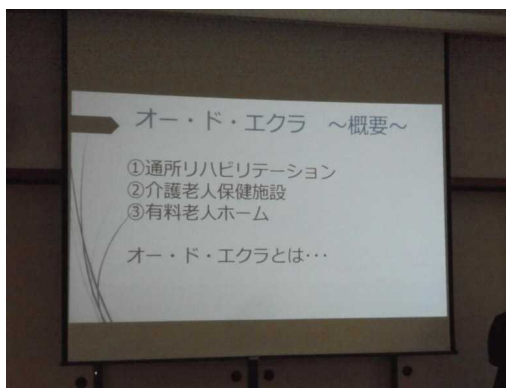 オー・ド・エクラ　～概要～
①通所リハビリテーション
②介護老人保健施設
③有料老人ホーム
オー・ド・エクラとは･･･